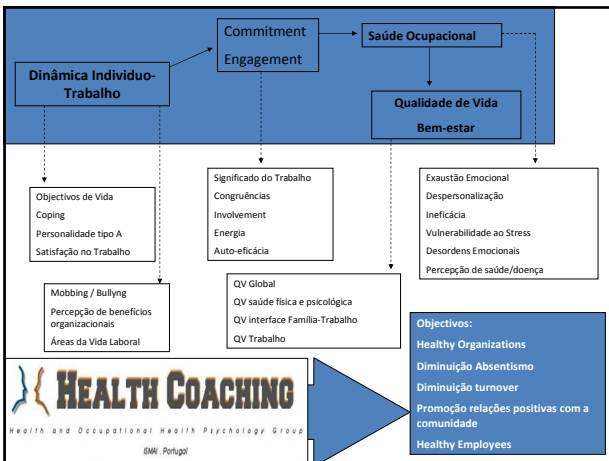 Commitment
Engagement
Saúde Ocupacional
Dinâmica Individuo-
Trabalho
Qualidade de Vida
Bem-estar
Objectivos de Vida
Coping
Personalidade tipo A
Satisfação no Trabalho
Mobbing / Bullyng
Percepção de benefícios
organizacionais
Áreas da Vida Laboral
Significado do Trabalho
Congruências
Involvement
Energia
Auto-eficácia
QV Global
QV saúde física e psicológica
QV interface Família-Trabalho
QV Trabalho
Exaustão Emocional
Despersonalização
Ineficácia
Vulnerabilidade ao Stress
Desordens Emocionais
Percepção de saúde/doença
Objectivos:
Healthy Organizations
Diminuição Absentismo
Diminuição turnover
Promoção relações positivas com a
comunidade
Healthy Employees
HEALTH COACHING
Health and Occupational Health Psychology Group
ISMAI . Portugal